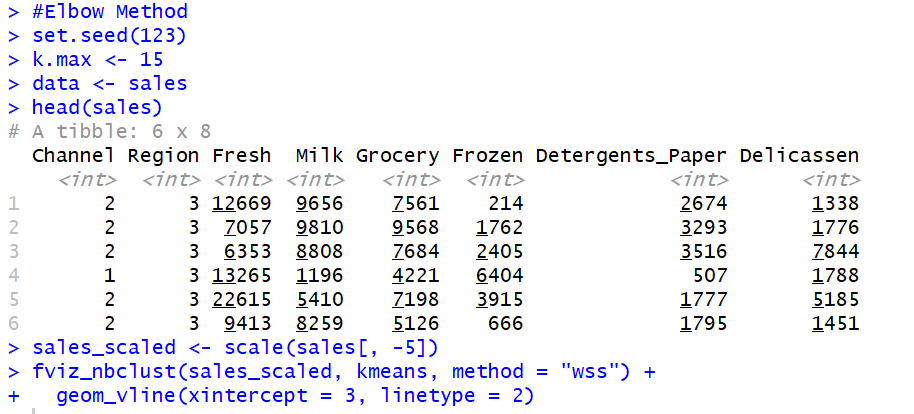 > #Elbow Method
> set.seed(123)
> k.max <- 15
> data <- sales
> head(sales)
# A tibble: 6 x 8
  Channel Region Fresh  Milk Grocery Frozen Detergents_Paper Delicassen
    <int>  <int> <int> <int>   <int>  <int>            <int>      <int>
1       2      3 12669  9656    7561    214             2674       1338
2       2      3  7057  9810    9568   1762             3293       1776
3       2      3  6353  8808    7684   2405             3516       7844
4       1      3 13265  1196    4221   6404              507       1788
5       2      3 22615  5410    7198   3915             1777       5185
6       2      3  9413  8259    5126    666             1795       1451
> sales_scaled <- scale(sales[, -5])
> fviz_nbclust(sales_scaled, kmeans, method = "wss") +
+   geom_vline(xintercept = 3, linetype = 2)